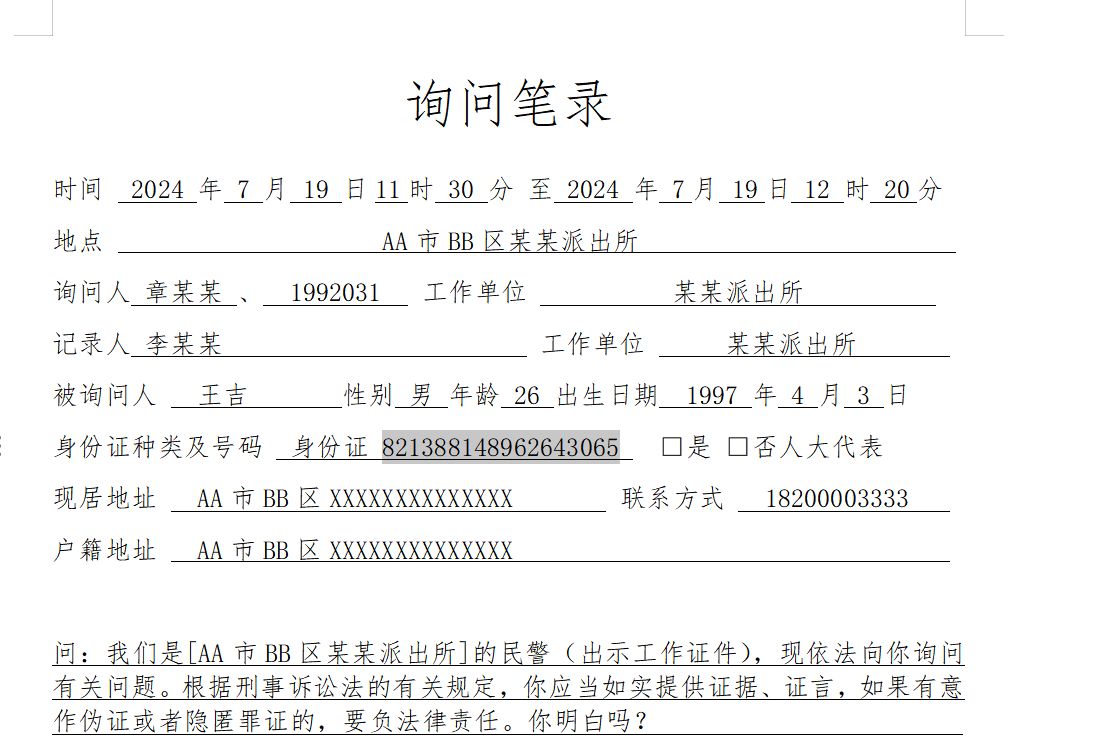 询问笔录
时间 2024 年 7 月 19 日 11 时 30 分 至 2024 年 7 月 19 日 12 时 20 分
地点 AA 市 BB 区某某派出所
询问人 章某某 、 1992031 工作单位 某某派出所
记录人 李某某 工作单位 某某派出所
被询问人 王吉 性别 男 年龄 26 出生日期 1997 年 4 月 3 日
身份证种类及号码 身份证 821388148962643065 □是 □否人大代表
现居地址 AA 市 BB 区 XXXXXXXXXXXXXX 联系方式 18200003333
户籍地址 AA 市 BB 区 XXXXXXXXXXXXXX
问：我们是[AA 市 BB 区某某派出所]的民警（出示工作证件），现依法向你询问
有关问题。根据刑事诉讼法的有关规定，你应当如实提供证据、证言，如果有意
作伪证或者隐匿罪证的，要负法律责任。你明白吗？